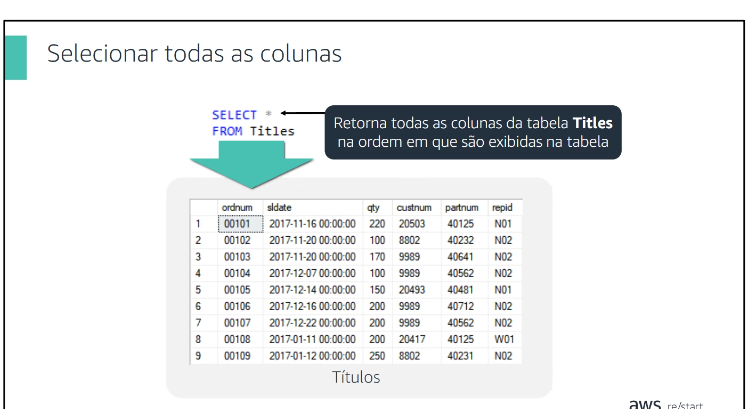 Selecionar todas as colunas
SELECT *
FROM Titles
Retorna todas as colunas da tabela Titles
na ordem em que são exibidas na tabela
ordnum sldate qty custnum partnum repid
1 00101 2017-11-16 00:00:00 220 20503 40125 N01
2 00102 2017-11-20 00:00:00 100 8802 40232 N02
3 00103 2017-11-20 00:00:00 170 9989 40641 N02
4 00104 2017-12-07 00:00:00 100 9989 40562 N02
5 00105 2017-12-14 00:00:00 150 20493 40481 N01
6 00106 2017-12-16 00:00:00 200 9989 40712 N02
7 00107 2017-12-22 00:00:00 200 9989 40562 N02
8 00108 2017-01-11 00:00:00 200 20417 40125 W01
9 00109 2017-01-12 00:00:00 250 8802 40231 N02
Títulos
aws re/start